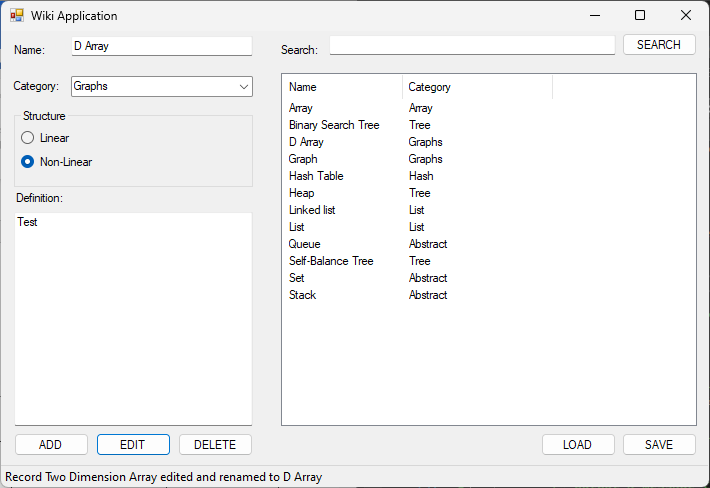 Wiki Application
Name: D Array
Search: SEARCH
Category: Graphs
Structure
Linear
Non-Linear
Definition:
Test
Name Category
Array Array
Binary Search Tree Tree
D Array Graphs
Graph Graphs
Hash Table Hash
Heap Tree
Linked list List
List List
Queue Abstract
Self-Balance Tree Tree
Set Abstract
Stack Abstract
ADD EDIT DELETE
LOAD SAVE
Record Two Dimension Array edited and renamed to D Array